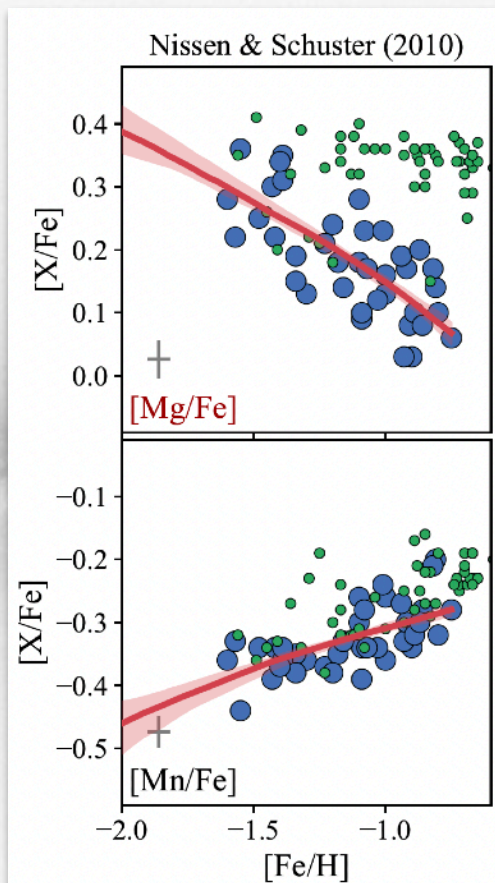 Nissen & Schuster (2010)
0.4
0.3
[X/Fe]
0.2
0.1
0.0
[Mg/Fe]
−0.1
−0.2
[X/Fe]
−0.3
−0.4
−0.5
[Mn/Fe]
−2.0 −1.5 −1.0
[Fe/H]